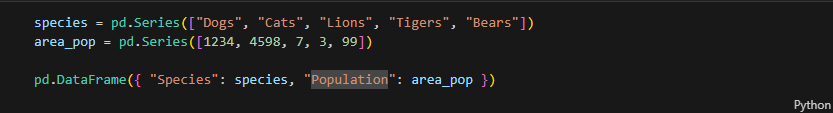 species = pd.Series(["Dogs", "Cats", "Lions", "Tigers", "Bears"])
area_pop = pd.Series([1234, 4598, 7, 3, 99])
pd.DataFrame({ "Species": species, "Population": area_pop })
Python